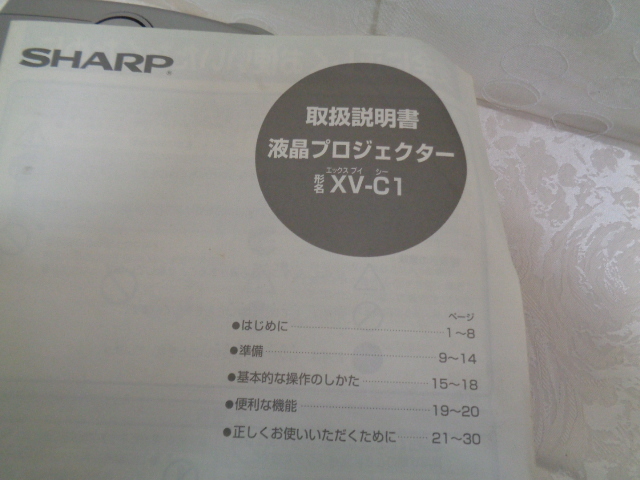 SHARP®
取扱説明書
液晶プロジェクター
エックス ブイ シー
形名 XV-C1
ページ
●はじめに 1～8
●準備 9～14
●基本的な操作のしかた 15～18
●便利な機能 19～20
●正しくお使いいただくために 21～30